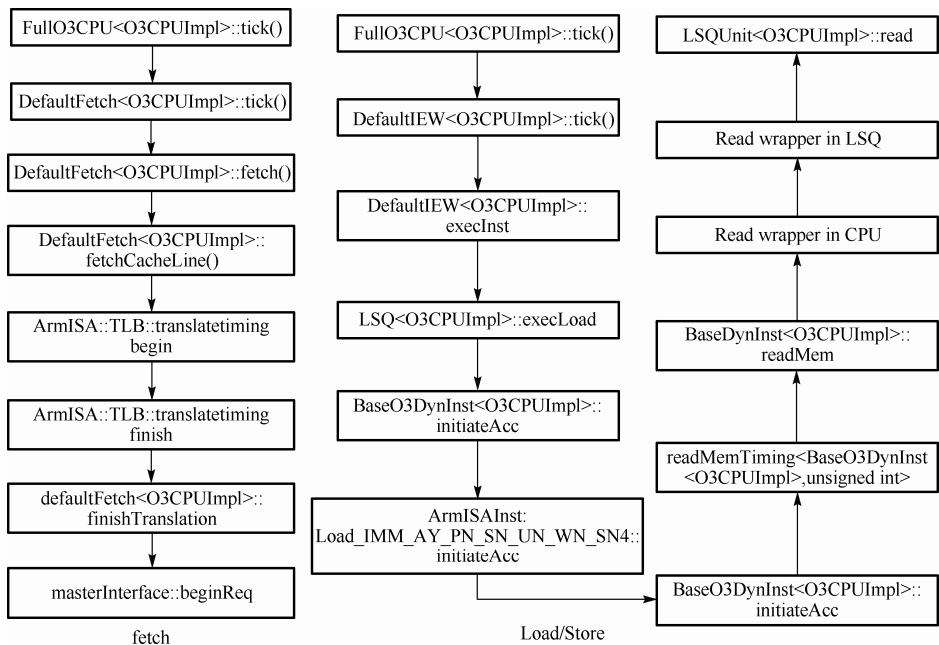 FullO3CPU<O3CPUImpl>::tick()
DefaultFetch<O3CPUImpl>::tick()
DefaultFetch<O3CPUImpl>::fetch()
DefaultFetch<O3CPUImpl>::
fetchCacheLine()
ArmISA::TLB::translatetiming
begin
ArmISA::TLB::translatetiming
finish
defaultFetch<O3CPUImpl>::
finishTranslation
masterInterface::beginReq
fetch
FullO3CPU<O3CPUImpl>::tick()
DefaultIEW<O3CPUImpl>::tick()
DefaultIEW<O3CPUImpl>::
execInst
LSQ<O3CPUImpl>::execLoad
BaseO3DynInst<O3CPUImpl>::
initiateAcc
ArmISAInst:
Load_IMM_AY_PN_SN_UN_WN_SN4::
initiateAcc
BaseO3DynInst<O3CPUImpl>::
initiateAcc
readMemTiming<BaseO3DynInst
<O3CPUImpl>,unsigned int>
BaseDynInst<O3CPUImpl>::
readMem
Read wrapper in CPU
Read wrapper in LSQ
LSQUnit<O3CPUImpl>::read
Load/Store